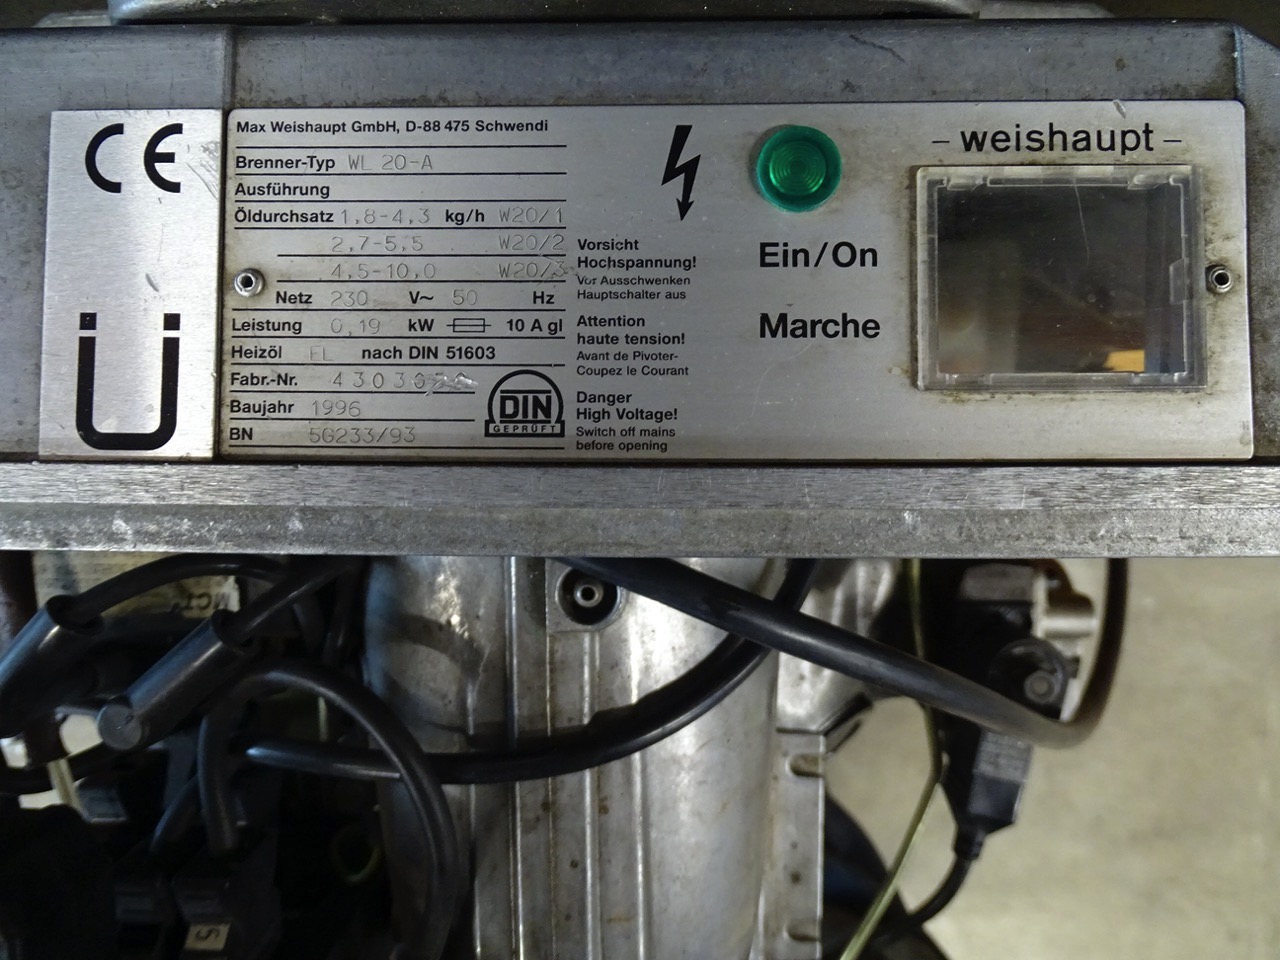 CE
Ü
Max Weishaupt GmbH, D-88 475 Schwendi
Brenner-Typ WL 20-A
Ausführung
Öldurchsatz 1,8-4,3 kg/h W20/1
2,7-5,5 W20/2
4,5-10,0 W20/3
Netz 230 V~ 50 Hz
Leistung 0,19 kW 10 A gl
Heizöl EL nach DIN 51603
Fabr.-Nr.
Baujahr 1996
BN 5G233/93
DIN
GEPRÜFT
Vorsicht
Hochspannung!
Vor Ausschwenken
Hauptschalter aus
Attention
haute tension!
Avant de Pivoter-
Coupez le Courant
Danger
High Voltage!
Switch off mains
before opening
Ein/On
Marche
– weishaupt –
5